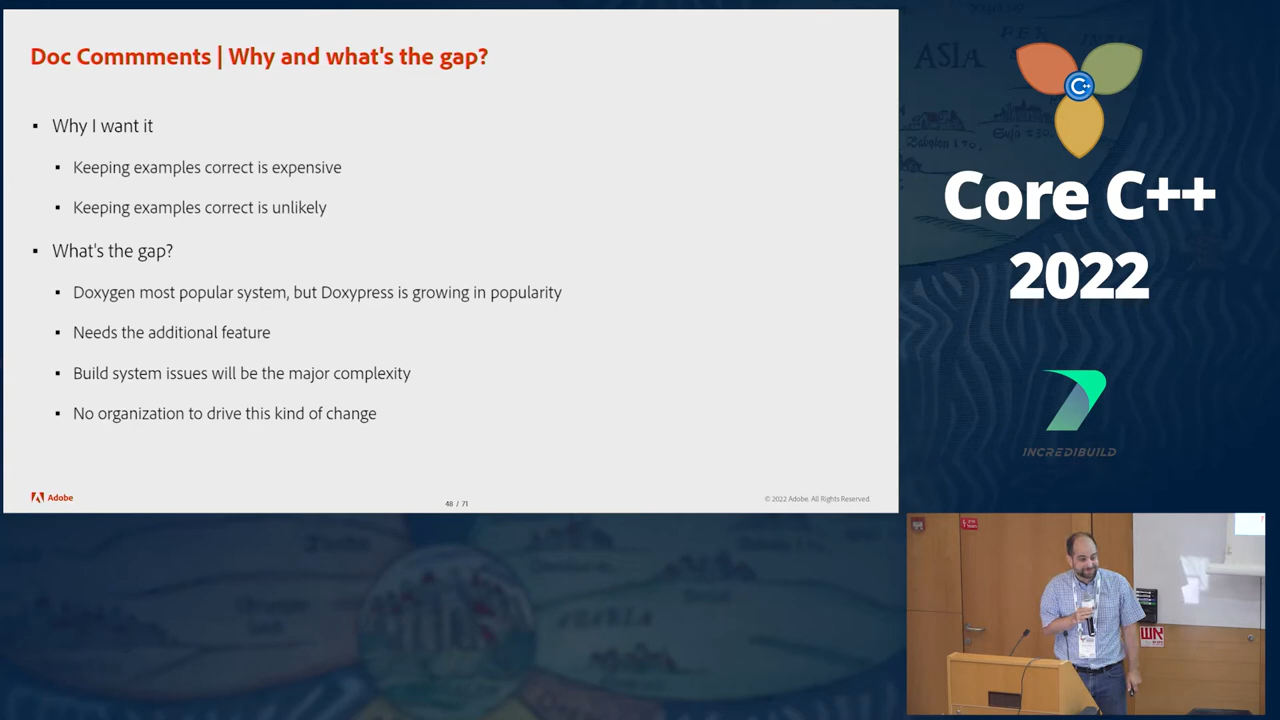 Doc Commments | Why and what's the gap?
▪ Why I want it
▪ Keeping examples correct is expensive
▪ Keeping examples correct is unlikely
▪ What's the gap?
▪ Doxygen most popular system, but Doxypress is growing in popularity
▪ Needs the additional feature
▪ Build system issues will be the major complexity
▪ No organization to drive this kind of change
Adobe
48 / 71
© 2022 Adobe. All Rights Reserved.
ASIA
C++
Core C++
2022
INCREDIBUILD
אש